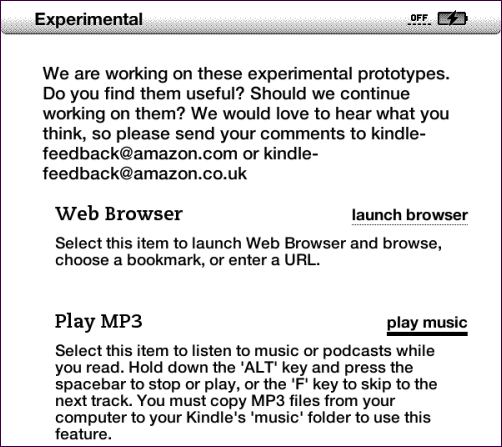 Experimental OFF
We are working on these experimental prototypes.
Do you find them useful? Should we continue
working on them? We would love to hear what you
think, so please send your comments to kindle-
feedback@amazon.com or kindle-
feedback@amazon.co.uk
Web Browser launch browser
Select this item to launch Web Browser and browse,
choose a bookmark, or enter a URL.
Play MP3 play music
Select this item to listen to music or podcasts while
you read. Hold down the 'ALT' key and press the
spacebar to stop or play, or the 'F' key to skip to the
next track. You must copy MP3 files from your
computer to your Kindle's 'music' folder to use this
feature.